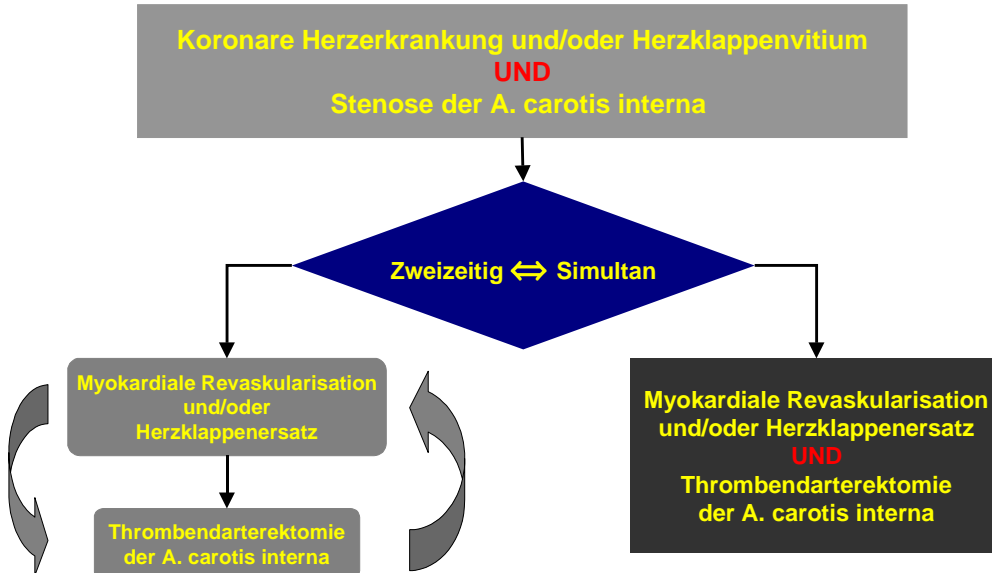 Koronare Herzerkrankung und/oder Herzklappenvitium
UND
Stenose der A. carotis interna
Zweizeitig ⇔ Simultan
Myokardiale Revaskularisation
und/oder
Herzklappenersatz
Thrombendarterektomie
der A. carotis interna
Myokardiale Revaskularisation
und/oder Herzklappenersatz
UND
Thrombendarterektomie
der A. carotis interna